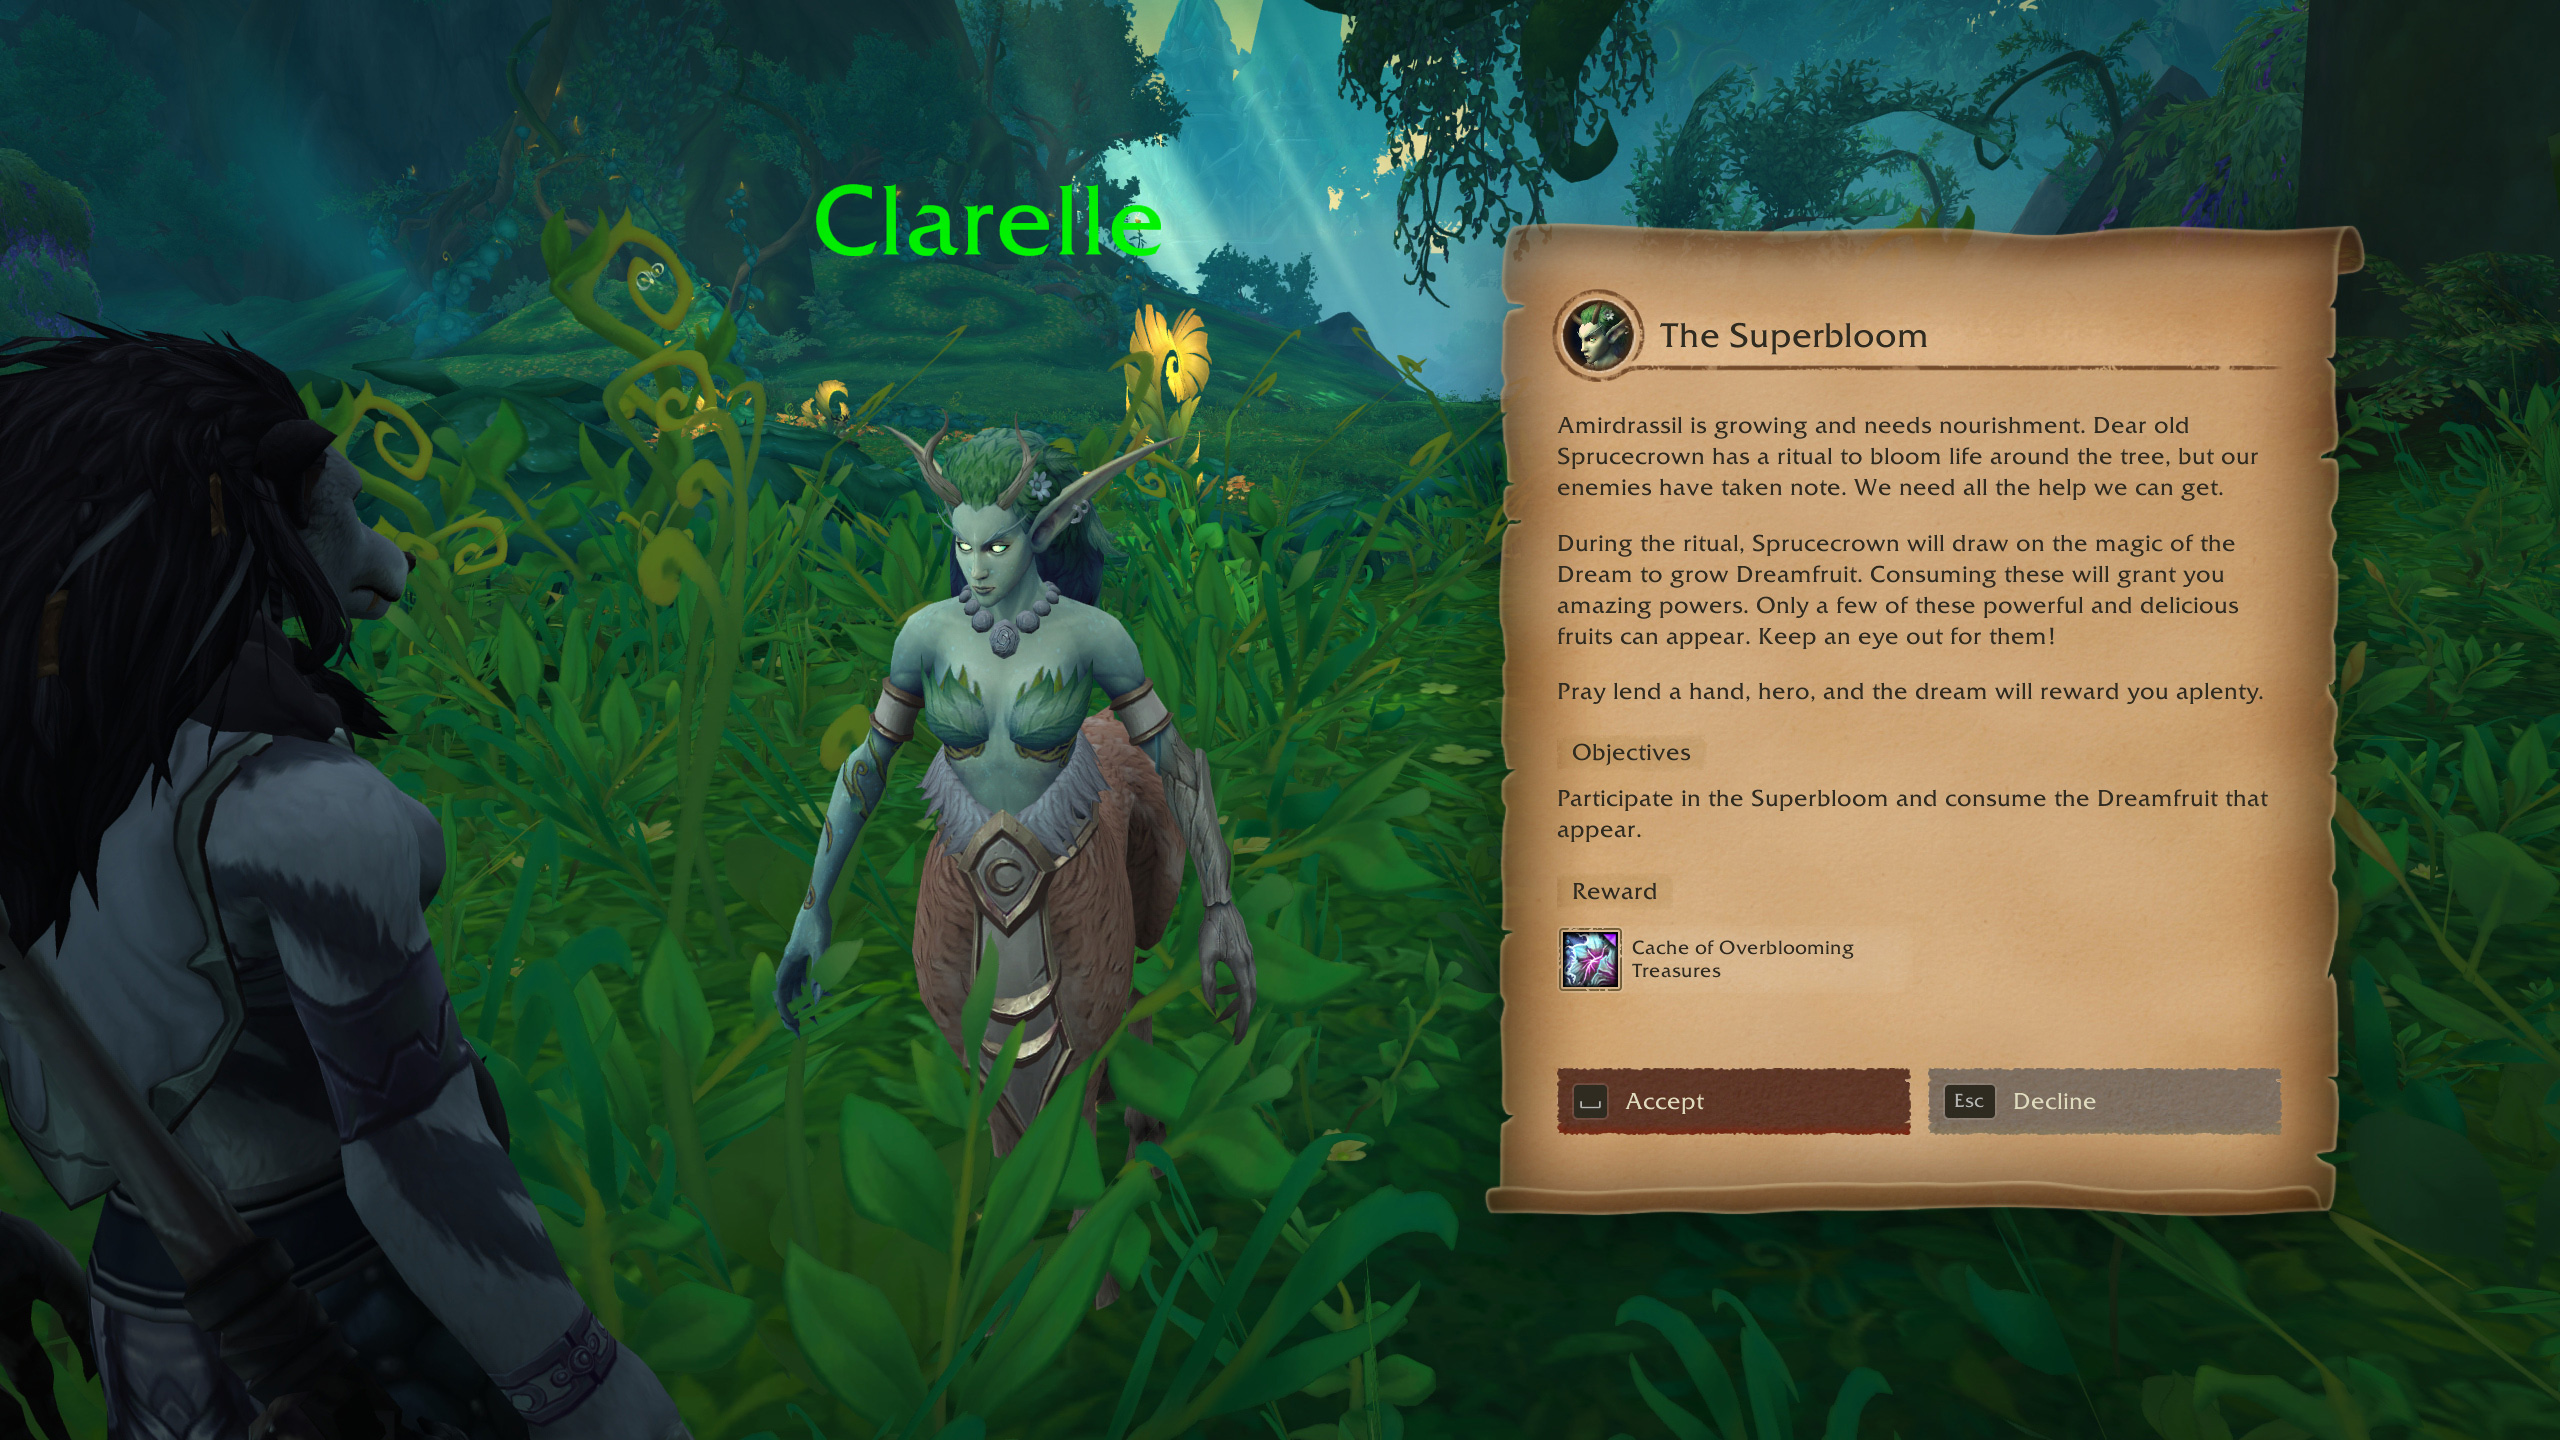 Clarelle
The Superbloom
Amirdrassil is growing and needs nourishment. Dear old
Sprucecrown has a ritual to bloom life around the tree, but our
enemies have taken note. We need all the help we can get.
During the ritual, Sprucecrown will draw on the magic of the
Dream to grow Dreamfruit. Consuming these will grant you
amazing powers. Only a few of these powerful and delicious
fruits can appear. Keep an eye out for them!
Pray lend a hand, hero, and the dream will reward you aplenty.
Objectives
Participate in the Superbloom and consume the Dreamfruit that
appear.
Reward
Cache of Overblooming
Treasures
Accept
Esc Decline